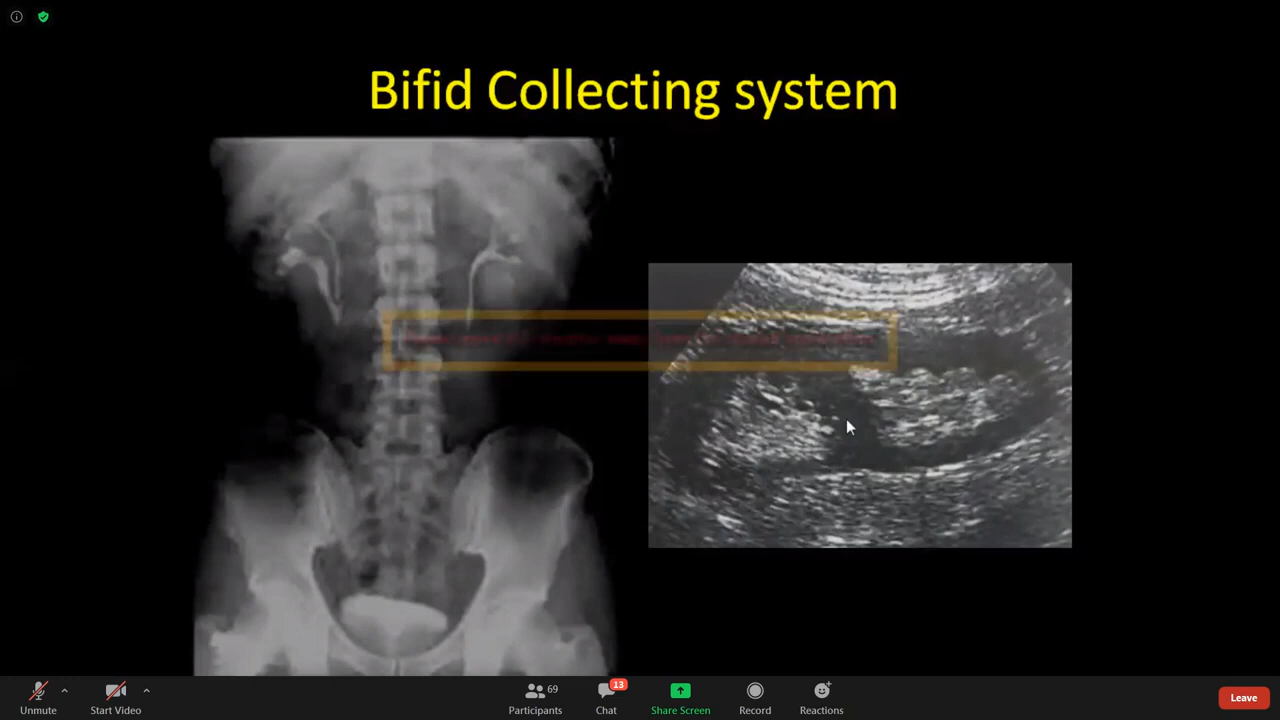 Bifid Collecting system
69
13
Unmute
Start Video
Participants
Chat
Share Screen
Record
Reactions
Leave